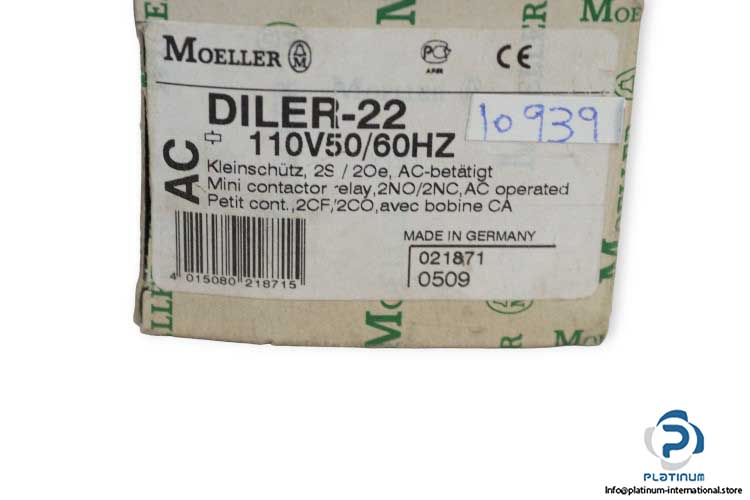 MOELLER
PC
CE
DILER-22
10939
AC
110V50/60HZ
Kleinschütz, 2S / 2Oe, AC-betätigt
Mini contactor relay, 2NO/2NC, AC operated
Petit cont., 2CF/2CO, avec bobine CA
MADE IN GERMANY
021871
0509
4 015080 218715
PLATINUM
Info@platinum-international.store